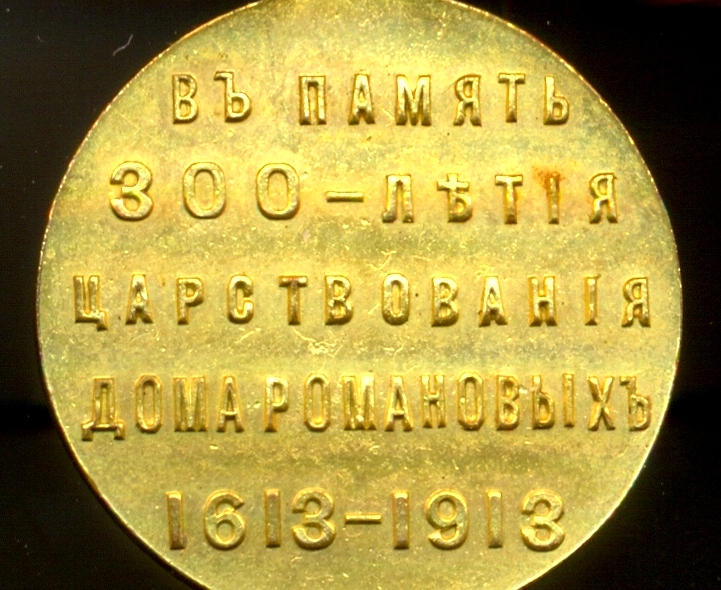 ВЪ ПАМЯТЬ
300-ЛѢТІЯ
ЦАРСТВОВАНІЯ
ДОМА РОМАНОВЫХЪ
1613-1913